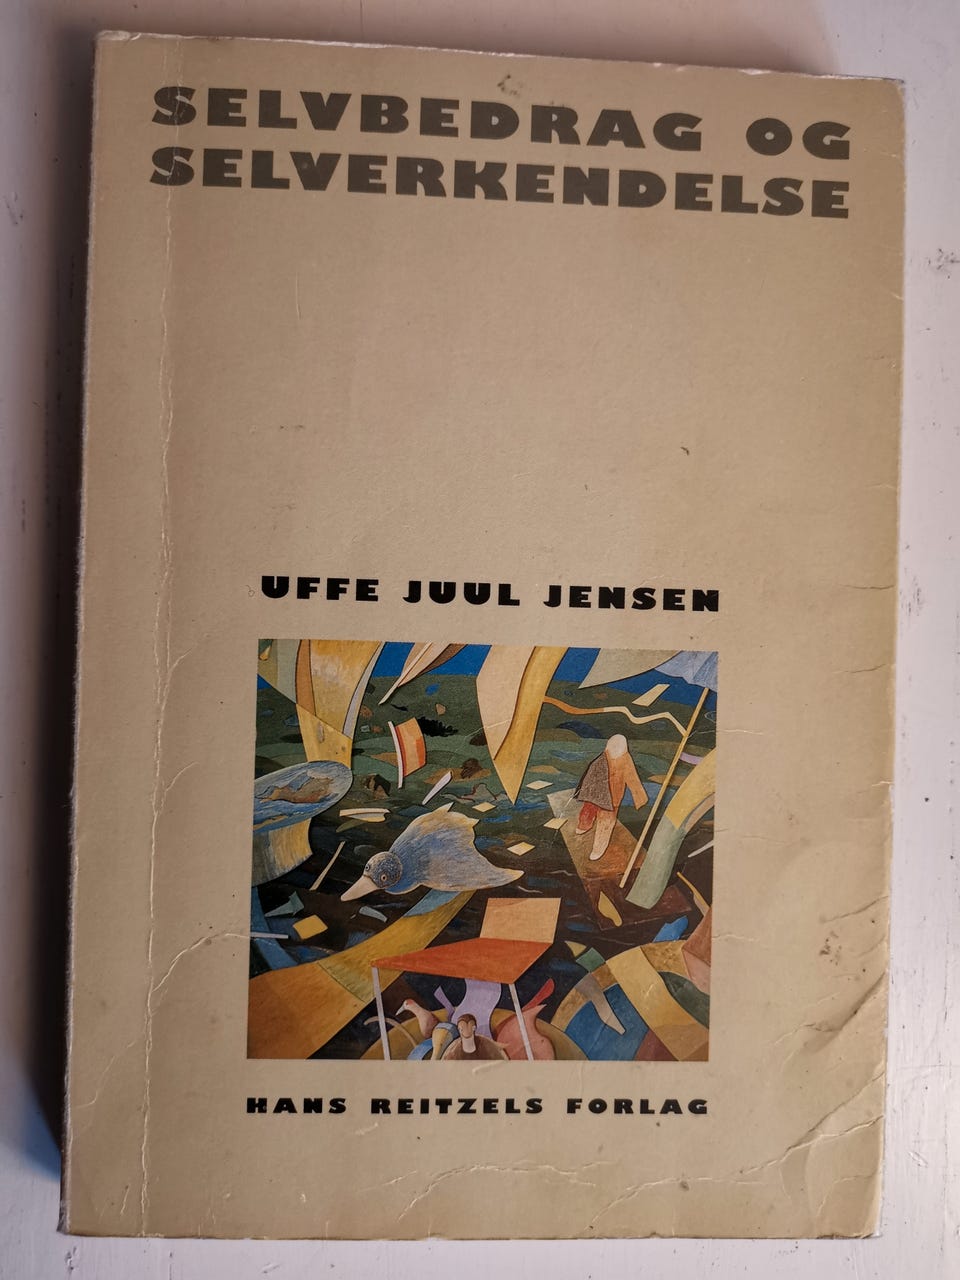 SELVBEDRAG OG
SELVERKENDELSE
UFFE JUUL JENSEN
HANS REITZELS FORLAG